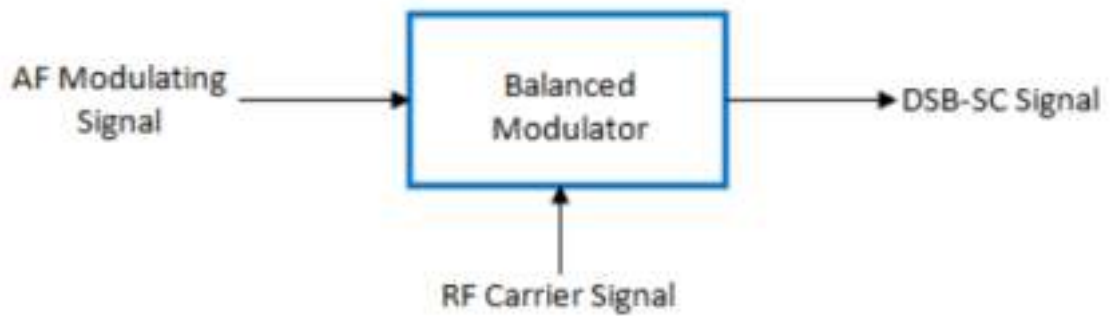 AF Modulating
Signal
Balanced
Modulator
DSB-SC Signal
RF Carrier Signal